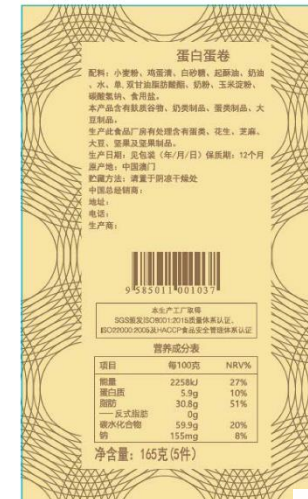 蛋白蛋卷
配料：小麦粉、鸡蛋清、白砂糖、起酥油、奶油
、水、单,双甘油脂肪酸酯、奶粉、玉米淀粉、
碳酸氢钠、食用盐。
本产品含有麸质谷物、奶类制品、蛋类制品、大
豆制品。
生产此食品厂房有处理含蛋类、花生、芝麻、
大豆、坚果及坚果制品。
生产日期：见包装（年/月/日）保质期：12个月
原产地：中国澳门
贮藏方法：请置于阴凉干燥处
中国总经销商：
地址：
电话：
生产商：
9 585011 001037
本生产工厂取得
SGS颁发ISO9001:2015质量体系认证、
ISO22000:2005及HACCP食品安全管理体系认证
营养成分表
项目 每100克 NRV%
能量 2258kJ 27%
蛋白质 5.9g 10%
脂肪 30.8g 51%
——反式脂肪 0g
碳水化合物 59.9g 20%
钠 155mg 8%
净含量：165克(5件)